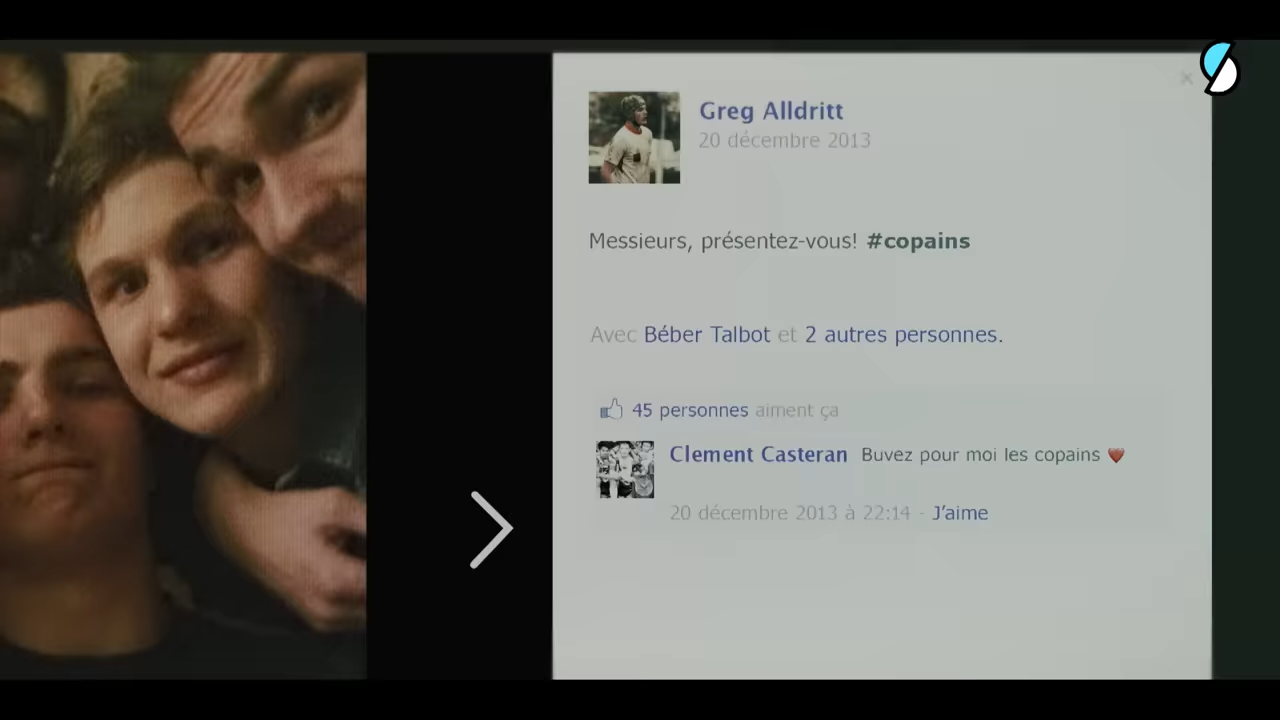 Greg Alldritt
20 décembre 2013
Messieurs, présentez-vous! #copains
Avec Béber Talbot et 2 autres personnes.
45 personnes aiment ça
Clement Casteran Buvez pour moi les copains ❤
20 décembre 2013 à 22:14 - J'aime